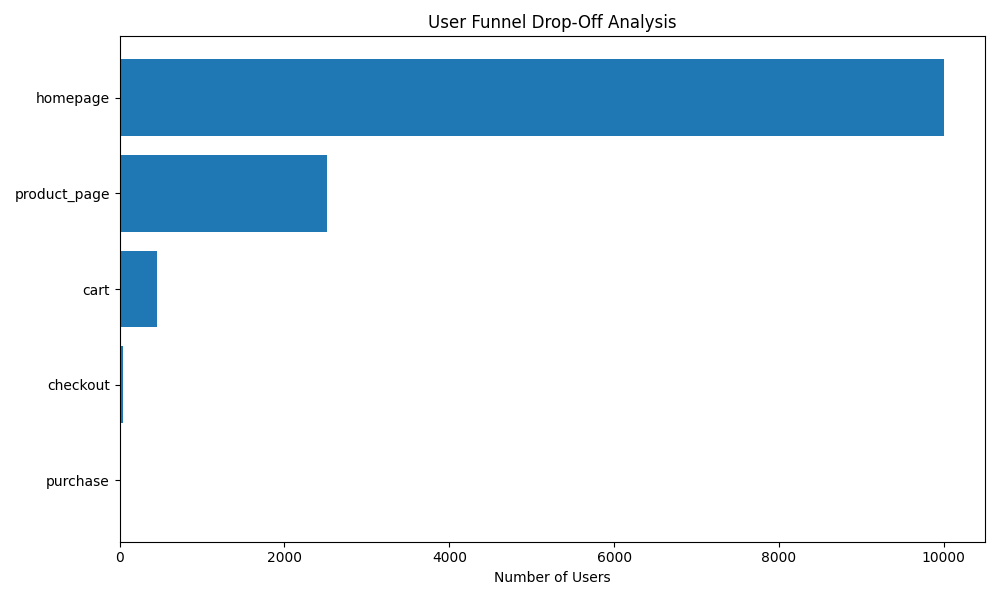 User Funnel Drop-Off Analysis
homepage
product_page
cart
checkout
purchase
0 2000 4000 6000 8000 10000
Number of Users